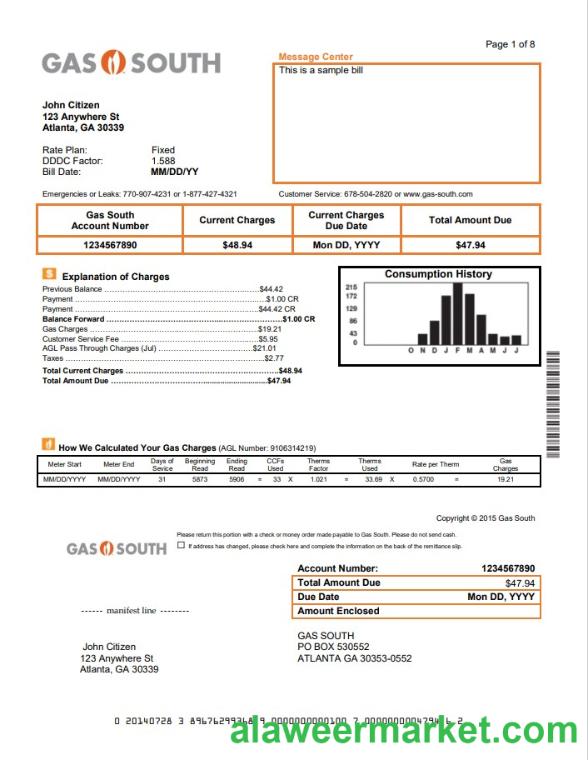 Page 1 of 8
GAS SOUTH
Message Center
This is a sample bill
John Citizen
123 Anywhere St
Atlanta, GA 30339
Rate Plan: Fixed
DDDC Factor: 1.588
Bill Date: MM/DD/YY
Emergencies or Leaks: 770-907-4231 or 1-877-427-4321 Customer Service: 678-504-2820 or www.gas-south.com
Gas South Account Number Current Charges Current Charges Due Date Total Amount Due
1234567890 $48.94 Mon DD, YYYY $47.94
$ Explanation of Charges
Previous Balance ..........$44.42
Payment ..........$1.00 CR
Payment ..........$44.42 CR
Balance Forward ..........$1.00 CR
Gas Charges ..........$19.21
Customer Service Fee ..........$5.95
AGL Pass Through Charges (Jul) ..........$21.01
Taxes ..........$2.77
Total Current Charges ..........$48.94
Total Amount Due ..........$47.94
Consumption History
215
172
129
86
43
0
O N D J F M A M J J
How We Calculated Your Gas Charges (AGL Number: 9106314219)
Meter Start Meter End Days of Sevice Beginning Read Ending Read CCFs Used Therms Factor Therms Used Rate per Therm Gas Charges
MM/DD/YYYY MM/DD/YYYY 31 5873 5906 = 33 X 1.021 = 33.69 X 0.5700 = 19.21
Copyright © 2015 Gas South
GAS SOUTH
Please return this portion with a check or money order made payable to Gas South. Please do not send cash.
If address has changed, please check here and complete the information on the back of the remittance slip.
Account Number: 1234567890
Total Amount Due $47.94
Due Date Mon DD, YYYY
Amount Enclosed
------ manifest line --------
John Citizen
123 Anywhere St
Atlanta, GA 30339
GAS SOUTH
PO BOX 530552
ATLANTA GA 30353-0552
0 20140728 3
alaweermarket.com